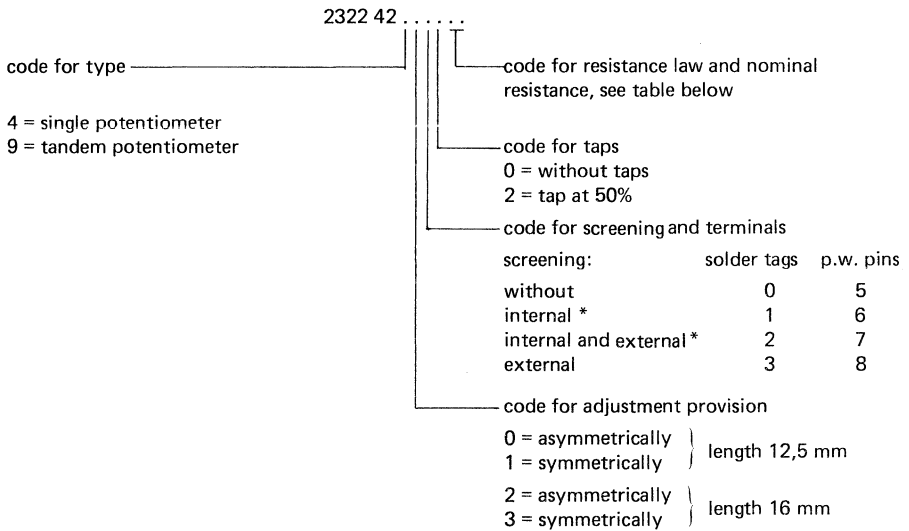 2322 42 . . . . . .
code for type
4 = single potentiometer
9 = tandem potentiometer
code for resistance law and nominal
resistance, see table below
code for taps
0 = without taps
2 = tap at 50%
code for screening and terminals
screening: solder tags p.w. pins
without 0 5
internal * 1 6
internal and external * 2 7
external 3 8
code for adjustment provision
0 = asymmetrically
1 = symmetrically
length 12,5 mm
2 = asymmetrically
3 = symmetrically
length 16 mm